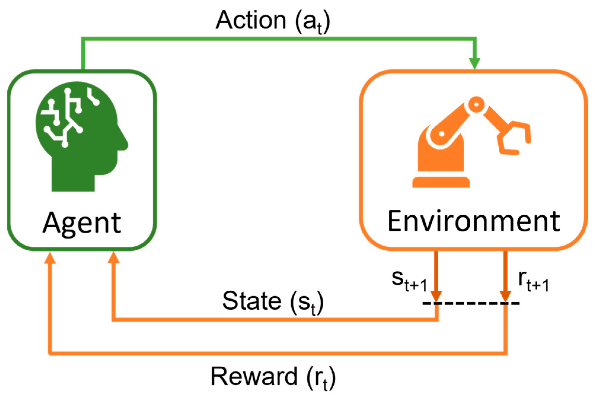 Action (aₜ)
Agent
Environment
sₜ₊₁
rₜ₊₁
State (sₜ)
Reward (rₜ)